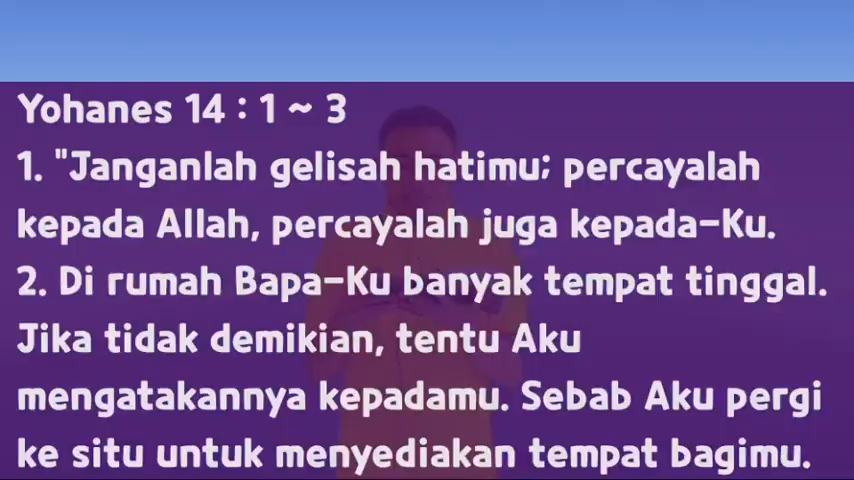 Yohanes 14 : 1 ~ 3
1. "Janganlah gelisah hatimu; percayalah
kepada Allah, percayalah juga kepada-Ku.
2. Di rumah Bapa-Ku banyak tempat tinggal.
Jika tidak demikian, tentu Aku
mengatakannya kepadamu. Sebab Aku pergi
ke situ untuk menyediakan tempat bagimu.